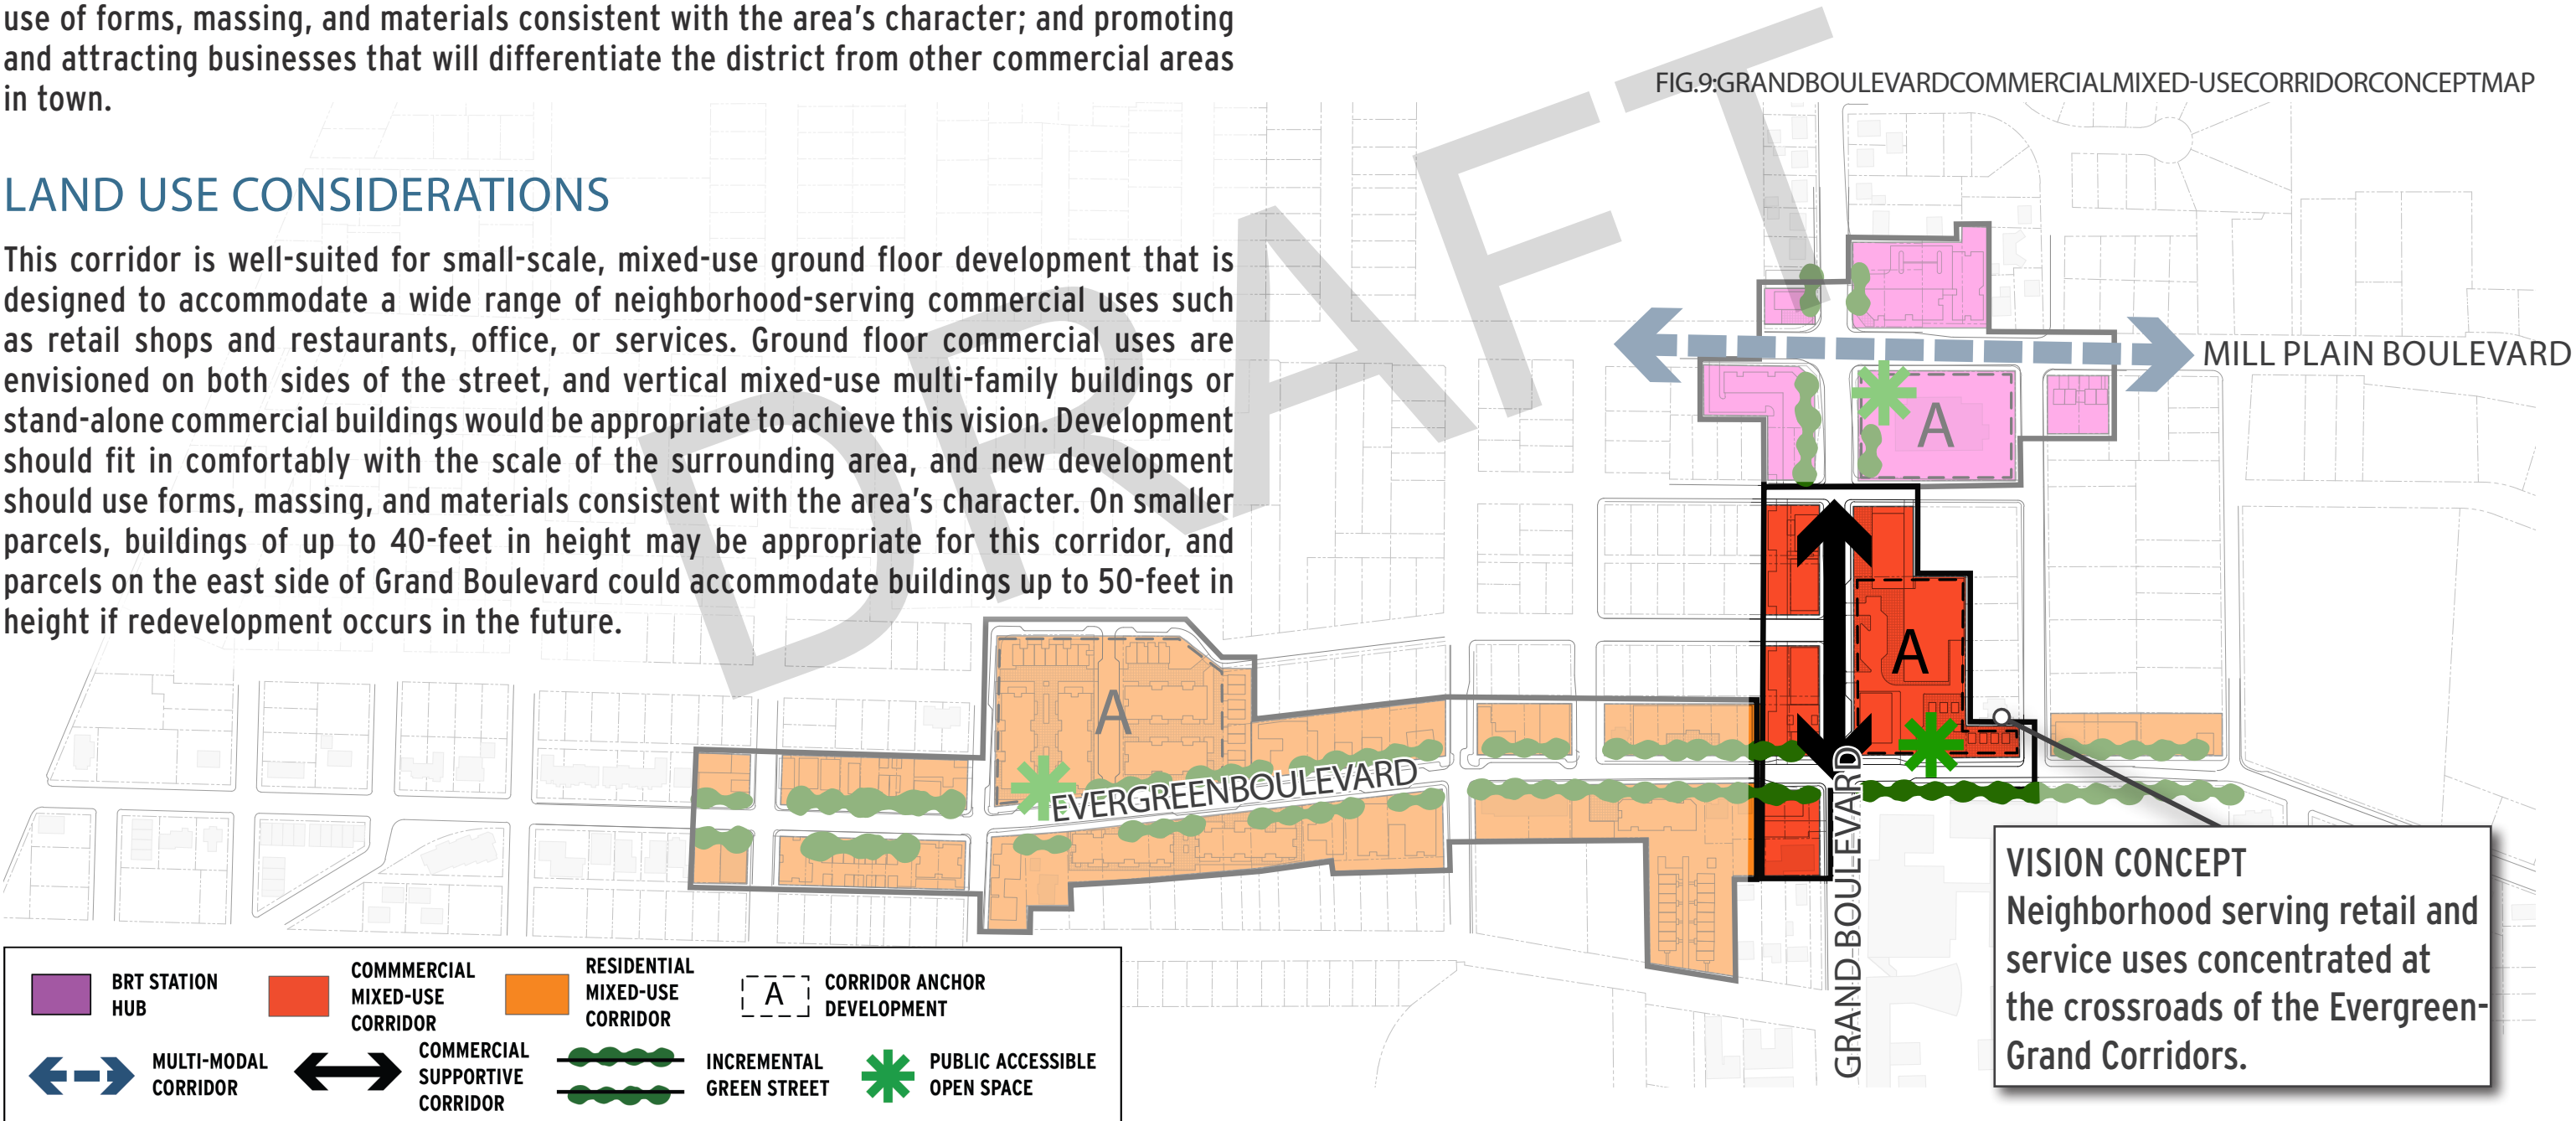 use of forms, massing, and materials consistent with the area's character; and promoting
and attracting businesses that will differentiate the district from other commercial areas
in town.
LAND USE CONSIDERATIONS
This corridor is well-suited for small-scale, mixed-use ground floor development that is
designed to accommodate a wide range of neighborhood-serving commercial uses such
as retail shops and restaurants, office, or services. Ground floor commercial uses are
envisioned on both sides of the street, and vertical mixed-use multi-family buildings or
stand-alone commercial buildings would be appropriate to achieve this vision. Development
should fit in comfortably with the scale of the surrounding area, and new development
should use forms, massing, and materials consistent with the area's character. On smaller
parcels, buildings of up to 40-feet in height may be appropriate for this corridor, and
parcels on the east side of Grand Boulevard could accommodate buildings up to 50-feet in
height if redevelopment occurs in the future.
DRAFT
FIG.9:GRANDBOULEVARDCOMMERCIALMIXED-USECORRIDORCONCEPTMAP
MILL PLAIN BOULEVARD
A
A
A
EVERGREENBOULEVARD
GRAND BOULEVARD
VISION CONCEPT
Neighborhood serving retail and
service uses concentrated at
the crossroads of the Evergreen-
Grand Corridors.
BRT STATION
HUB
COMMMERCIAL
MIXED-USE
CORRIDOR
RESIDENTIAL
MIXED-USE
CORRIDOR
A
CORRIDOR ANCHOR
DEVELOPMENT
MULTI-MODAL
CORRIDOR
COMMERCIAL
SUPPORTIVE
CORRIDOR
INCREMENTAL
GREEN STREET
PUBLIC ACCESSIBLE
OPEN SPACE